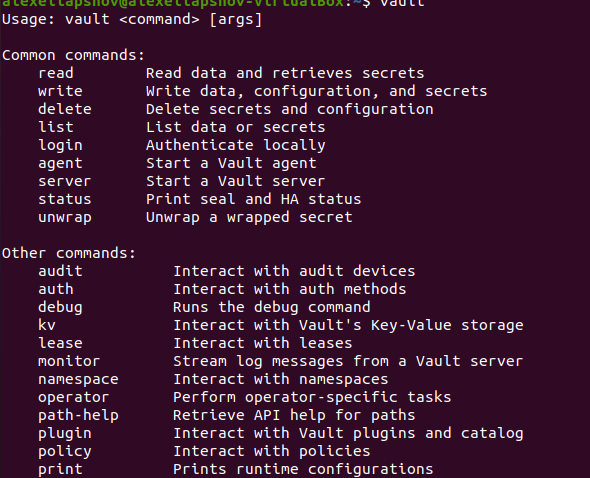 alexeilapshov@alexeilapshov-VirtualBox:~$ vault
Usage: vault <command> [args]

Common commands:
    read        Read data and retrieves secrets
    write       Write data, configuration, and secrets
    delete      Delete secrets and configuration
    list        List data or secrets
    login       Authenticate locally
    agent       Start a Vault agent
    server      Start a Vault server
    status      Print seal and HA status
    unwrap      Unwrap a wrapped secret

Other commands:
    audit          Interact with audit devices
    auth           Interact with auth methods
    debug          Runs the debug command
    kv             Interact with Vault's Key-Value storage
    lease          Interact with leases
    monitor        Stream log messages from a Vault server
    namespace      Interact with namespaces
    operator       Perform operator-specific tasks
    path-help      Retrieve API help for paths
    plugin         Interact with Vault plugins and catalog
    policy         Interact with policies
    print          Prints runtime configurations